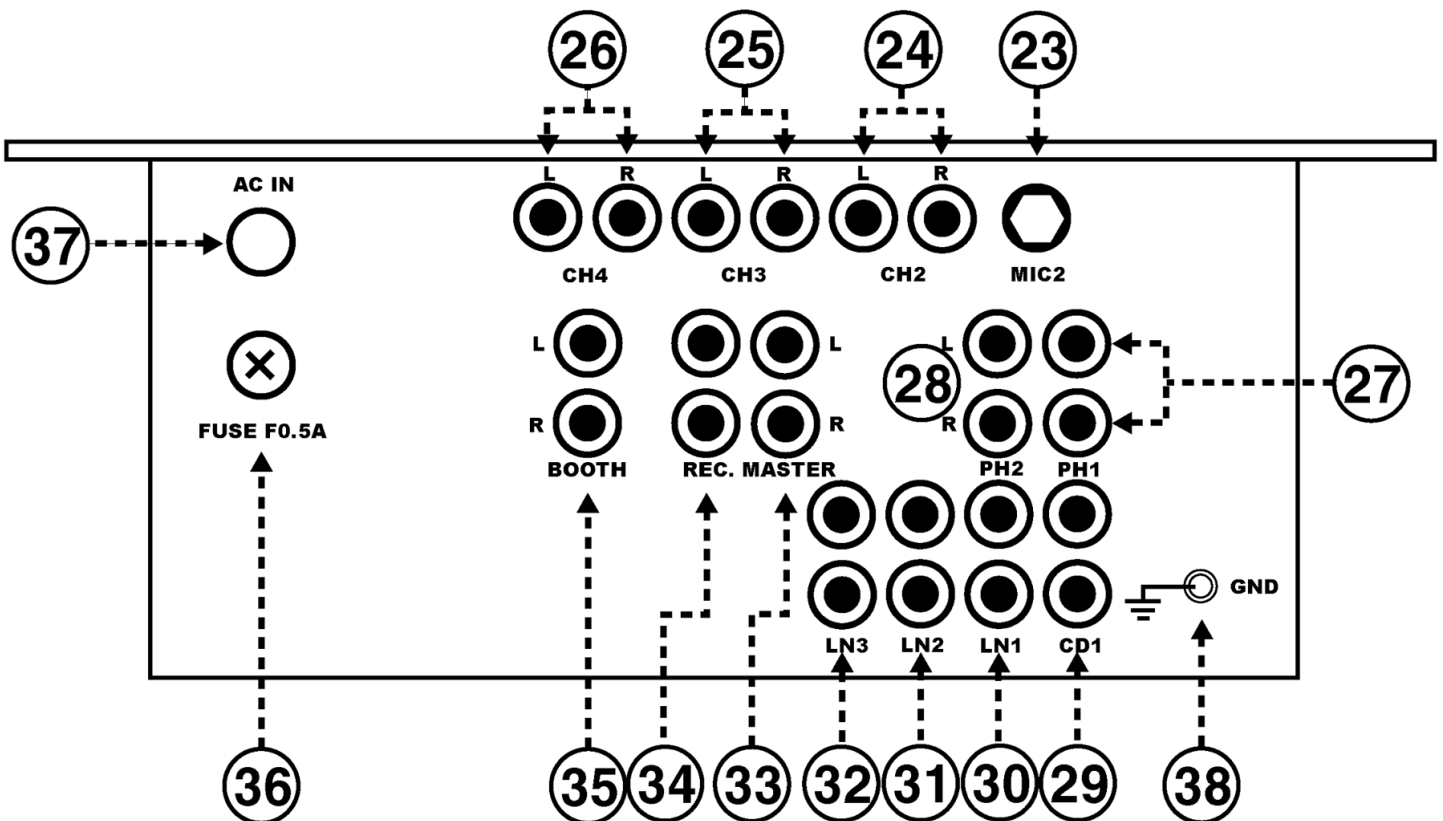 26 25 24 23
L R L R L R
AC IN
37
CH4 CH3 CH2 MIC2
L L L
28 27
R R R
FUSE F0.5A
BOOTH REC. MASTER PH2 PH1
GND
LN3 LN2 LN1 CD1
36 35 34 33 32 31 30 29 38